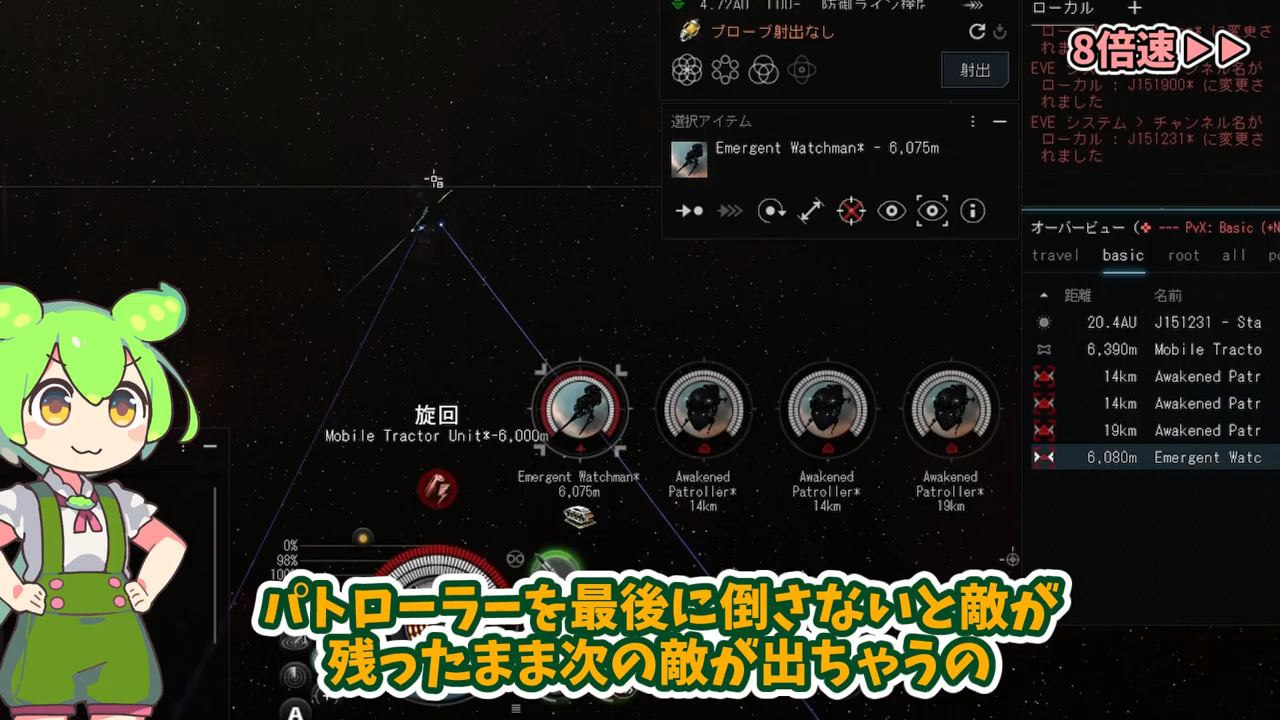 4.72AU
プローブ射出なし
射出
選択アイテム
Emergent Watchman* - 6,075m
ローカル +
8倍速
EVE システム > チャンネル名が
ローカル : J151900* に変更さ
れました
EVE システム > チャンネル名が
ローカル : J151231* に変更さ
れました
オーバービュー (
--- PvX: Basic (+N
travel basic root all
距離 名前
20.4AU J151231 - Sta
6,390m Mobile Tracto
14km Awakened Patr
14km Awakened Patr
19km Awakened Patr
6,080m Emergent Watc
旋回
Mobile Tractor Unit*-6,000m
Emergent Watchman*
6,075m
Awakened
Patroller*
14km
Awakened
Patroller*
14km
Awakened
Patroller*
19km
0%
98%
A
パトローラーを最後に倒さないと敵が
残ったまま次の敵が出ちゃうの